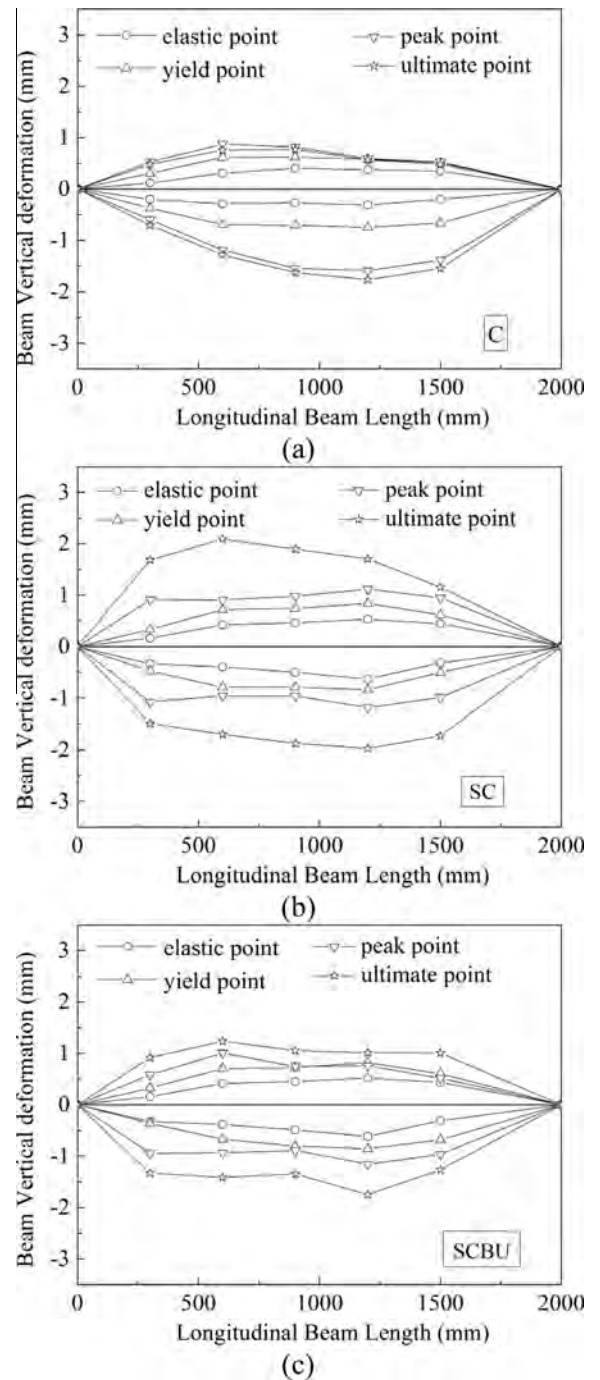 3
elastic point
peak point
yield point
ultimate point
2
1
0
-1
-2
-3
C
0
500
1000
1500
2000
Beam Vertical deformation (mm)
Longitudinal Beam Length (mm)
(a)
3
elastic point
peak point
yield point
ultimate point
2
1
0
-1
-2
-3
SC
0
500
1000
1500
2000
Beam Vertical deformation (mm)
Longitudinal Beam Length (mm)
(b)
3
elastic point
peak point
yield point
ultimate point
2
1
0
-1
-2
-3
SCBU
0
500
1000
1500
2000
Beam Vertical deformation (mm)
Longitudinal Beam Length (mm)
(c)